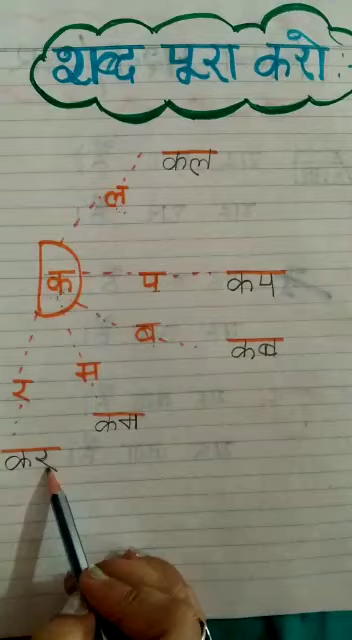 शब्द पूरा करो :
कल
ल
क प कप
ब कब
र म
कम
कर